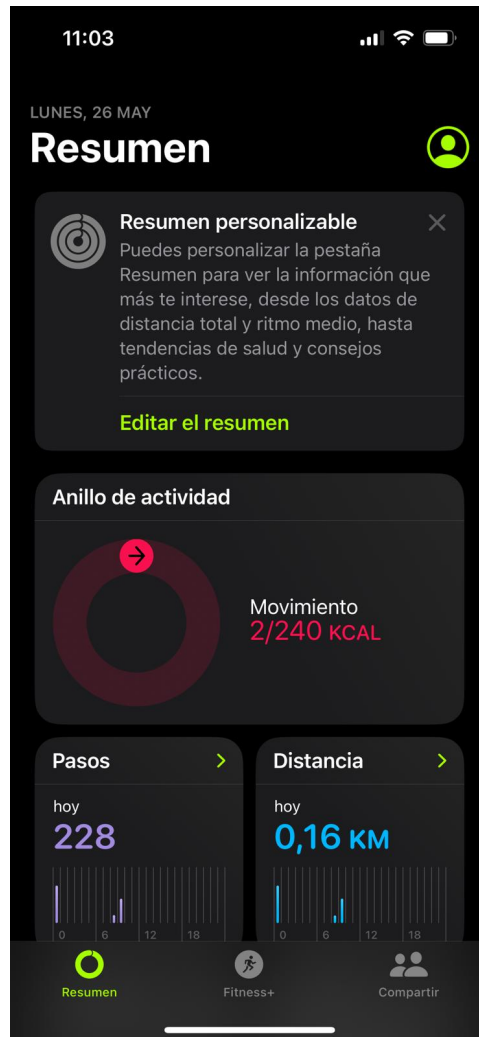 11:03
LUNES, 26 MAY
Resumen
Resumen personalizable
Puedes personalizar la pestaña
Resumen para ver la información que
más te interese, desde los datos de
distancia total y ritmo medio, hasta
tendencias de salud y consejos
prácticos.
Editar el resumen
Anillo de actividad
Movimiento
2/240 KCAL
Pasos
hoy
228
0 6 12 18
Distancia
hoy
0,16 KM
0 6 12 18
Resumen
Fitness+
Compartir